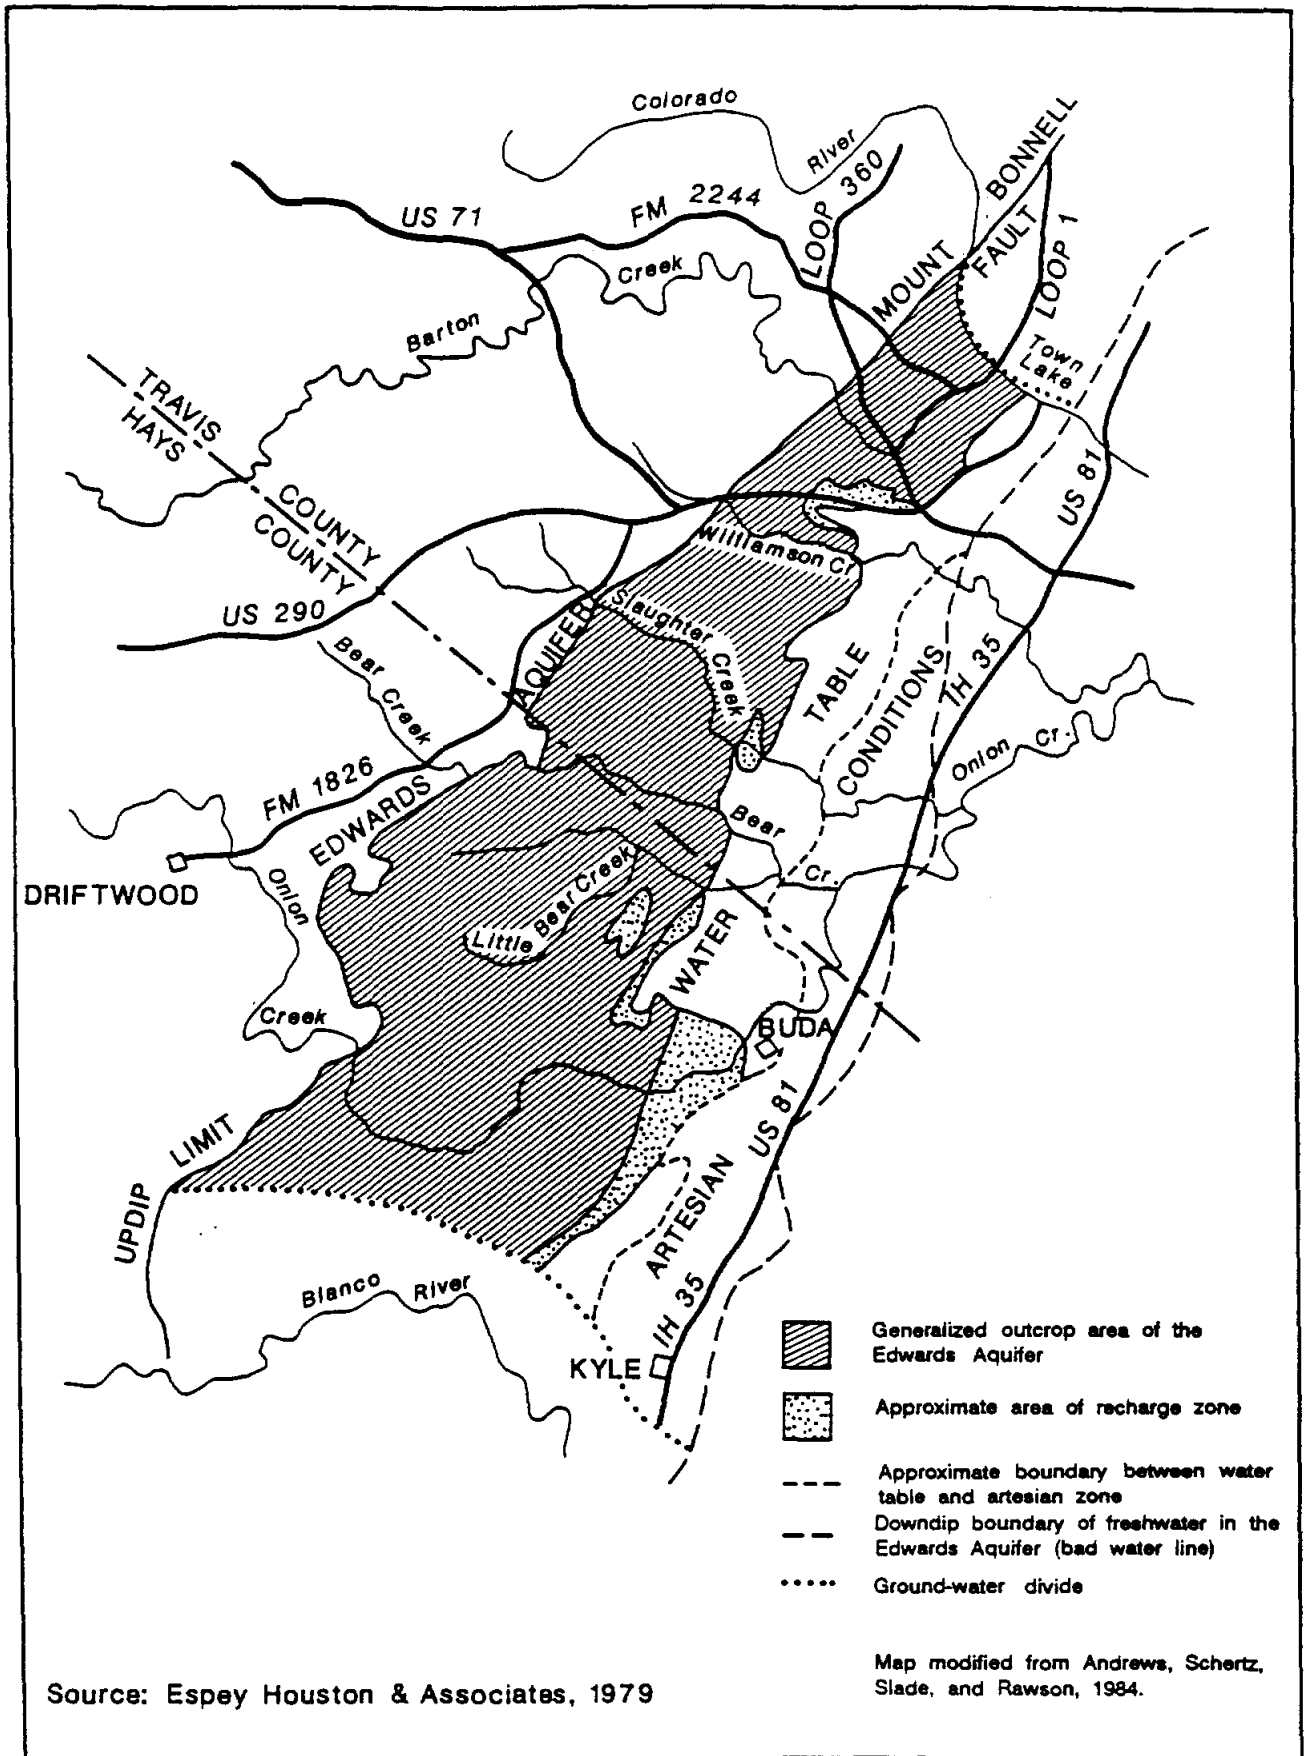 Colorado
River
US 71
FM 2244
LOOP 360
MOUNT BONNELL
FAULT
LOOP 1
Creek
Barton
Town
Lake
TRAVIS
HAYS
COUNTY
COUNTY
US 81
Williamson Cr
US 290
Slaughter
Creek
AQUIFER
Bear Creek
TABLE
CONDITIONS
IH 35
Onion Cr.
FM 1826
EDWARDS
Bear
Cr.
DRIFTWOOD
Onion
Creek
Little Bear Creek
WATER
BUDA
US 81
LIMIT
UPDIP
ARTESIAN
IH 35
Blanco River
KYLE
Generalized outcrop area of the
Edwards Aquifer
Approximate area of recharge zone
Approximate boundary between water
table and artesian zone
Downdip boundary of freshwater in the
Edwards Aquifer (bad water line)
Ground-water divide
Map modified from Andrews, Schertz,
Slade, and Rawson, 1984.
Source: Espey Houston & Associates, 1979